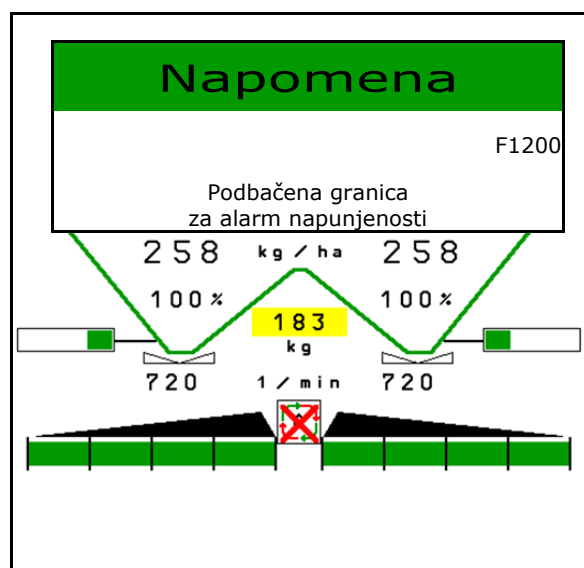 Napomena
F1200
Podbačena granica
za alarm napunjenosti
258 kg/ha 258
100% 100%
183
kg
720 1/min 720